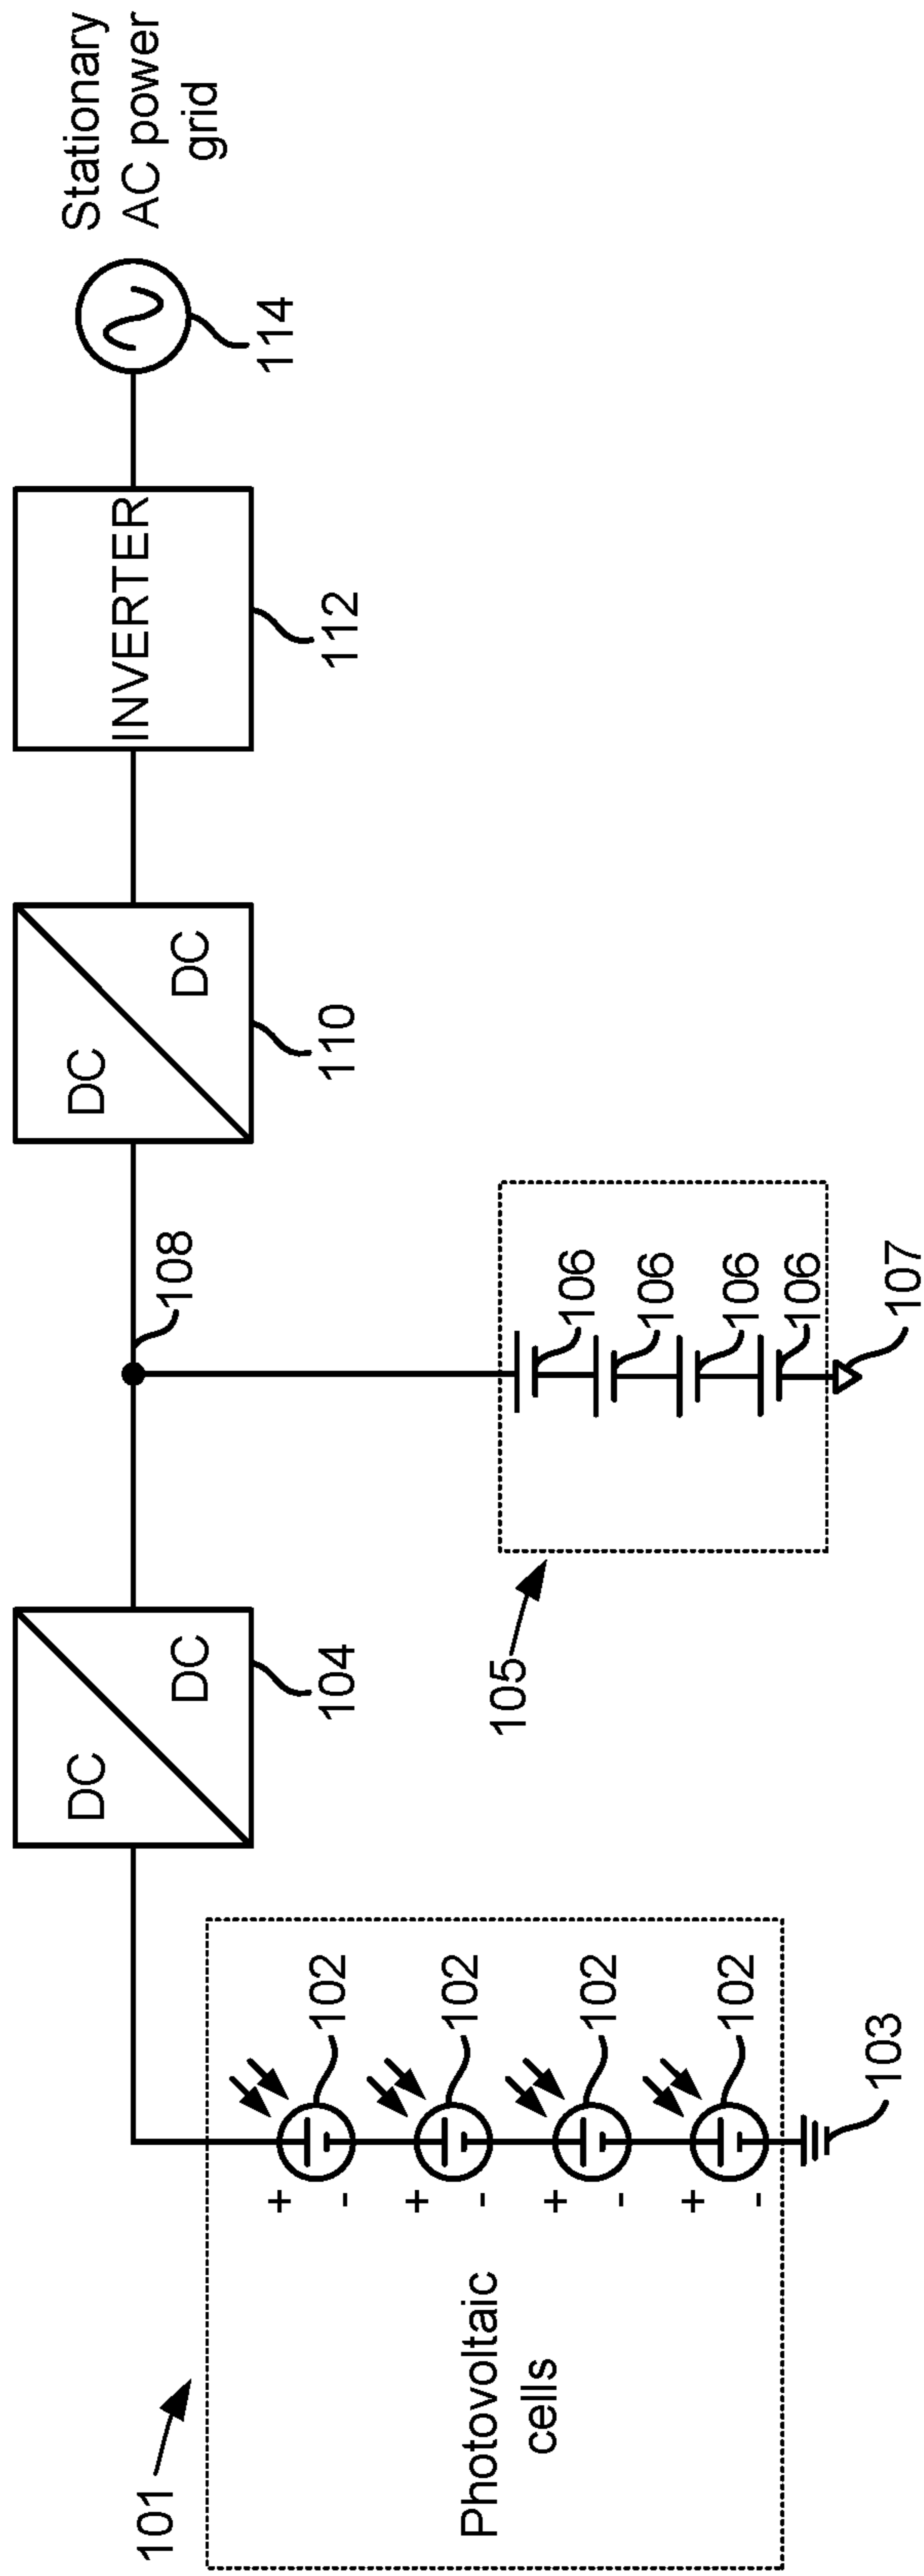 101
Photovoltaic
cells
+
-
+
-
+
-
+
-
102
102
102
102
103
DC
DC
104
105
108
106
106
106
106
107
DC
DC
110
INVERTER
112
114
Stationary
AC power
grid